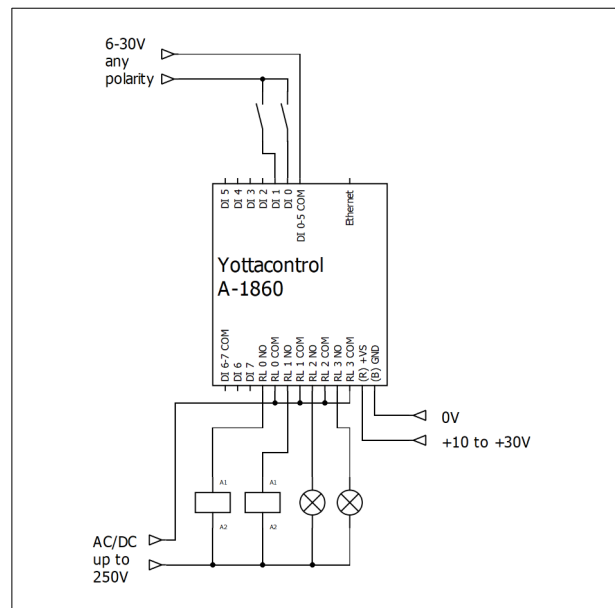 6-30V
any
polarity
DI 5
DI 4
DI 3
DI 2
DI 1
DI 0
DI 0-5 COM
Ethernet
Yottacontrol
A-1860
DI 6-7 COM
DI 6
DI 7
RL 0 NO
RL 0 COM
RL 1 NO
RL 1 COM
RL 2 NO
RL 2 COM
RL 3 NO
RL 3 COM
(R) +VS
(B) GND
0V
+10 to +30V
A1
A1
A2
A2
AC/DC
up to
250V